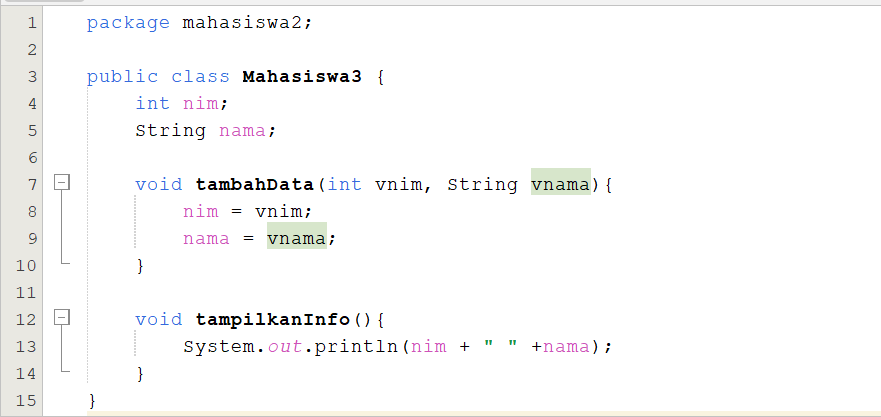 1 package mahasiswa2;
2
3 public class Mahasiswa3 {
4 int nim;
5 String nama;
6
7 void tambahData(int vnim, String vnama){
8 nim = vnim;
9 nama = vnama;
10 }
11
12 void tampilkanInfo(){
13 System.out.println(nim + " " +nama);
14 }
15 }